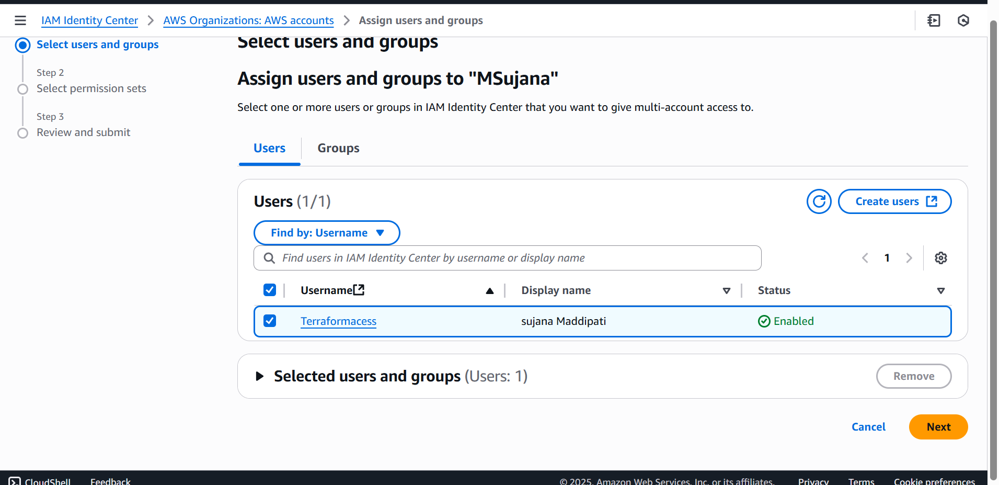 IAM Identity Center > AWS Organizations: AWS accounts > Assign users and groups
Select users and groups
Step 2
Select permission sets
Step 3
Review and submit
Select users and groups
Assign users and groups to "MSujana"
Select one or more users or groups in IAM Identity Center that you want to give multi-account access to.
Users Groups
Users (1/1)
Create users
Find by: Username
Find users in IAM Identity Center by username or display name
1
Username Display name Status
Terraformacess sujana Maddipati Enabled
Selected users and groups (Users: 1)
Remove
Cancel Next
CloudShell Feedback © 2025, Amazon Web Services, Inc. or its affiliates. Privacy Terms Cookie preferences